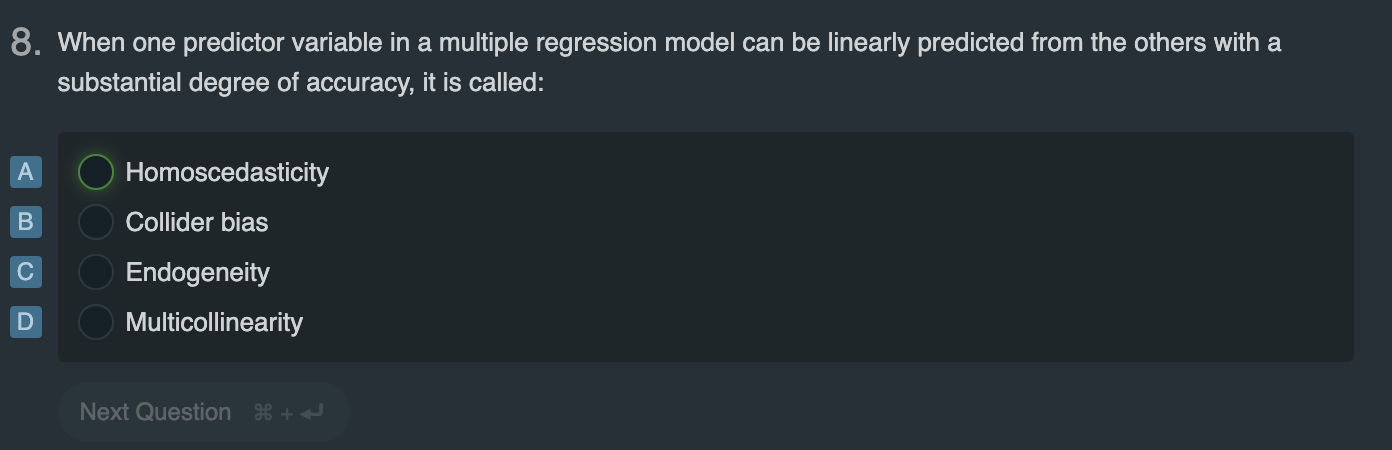 8. When one predictor variable in a multiple regression model can be linearly predicted from the others with a
substantial degree of accuracy, it is called:
A Homoscedasticity
B Collider bias
C Endogeneity
D Multicollinearity
Next Question ⌘ + ↵